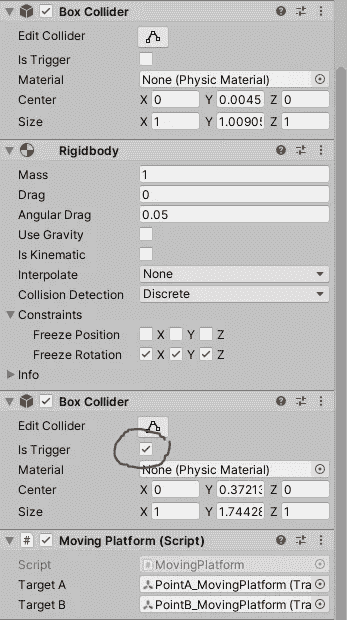 Box Collider
Edit Collider
Is Trigger
Material None (Physic Material)
Center X 0 Y 0.0045 Z 0
Size X 1 Y 1.0090 Z 1
Rigidbody
Mass 1
Drag 0
Angular Drag 0.05
Use Gravity
Is Kinematic
Interpolate None
Collision Detection Discrete
Constraints
Freeze Position X Y Z
Freeze Rotation X Y Z
Info
Box Collider
Edit Collider
Is Trigger
Material None (Physic Material)
Center X 0 Y 0.3721 Z 0
Size X 1 Y 1.7442 Z 1
# Moving Platform (Script)
Script # MovingPlatform
Target A PointA_MovingPlatform (Tra
Target B PointB_MovingPlatform (Tra